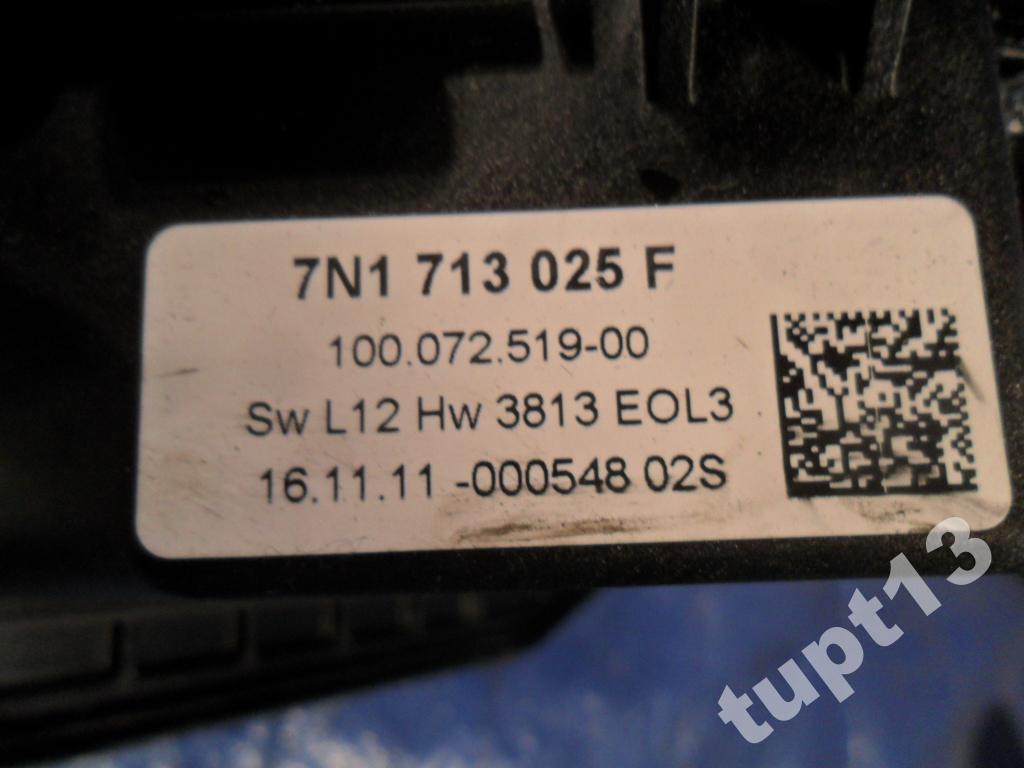 7N1 713 025 F
100.072.519-00
Sw L12 Hw 3813 EOL3
16.11.11 -000548 02S
tupt13